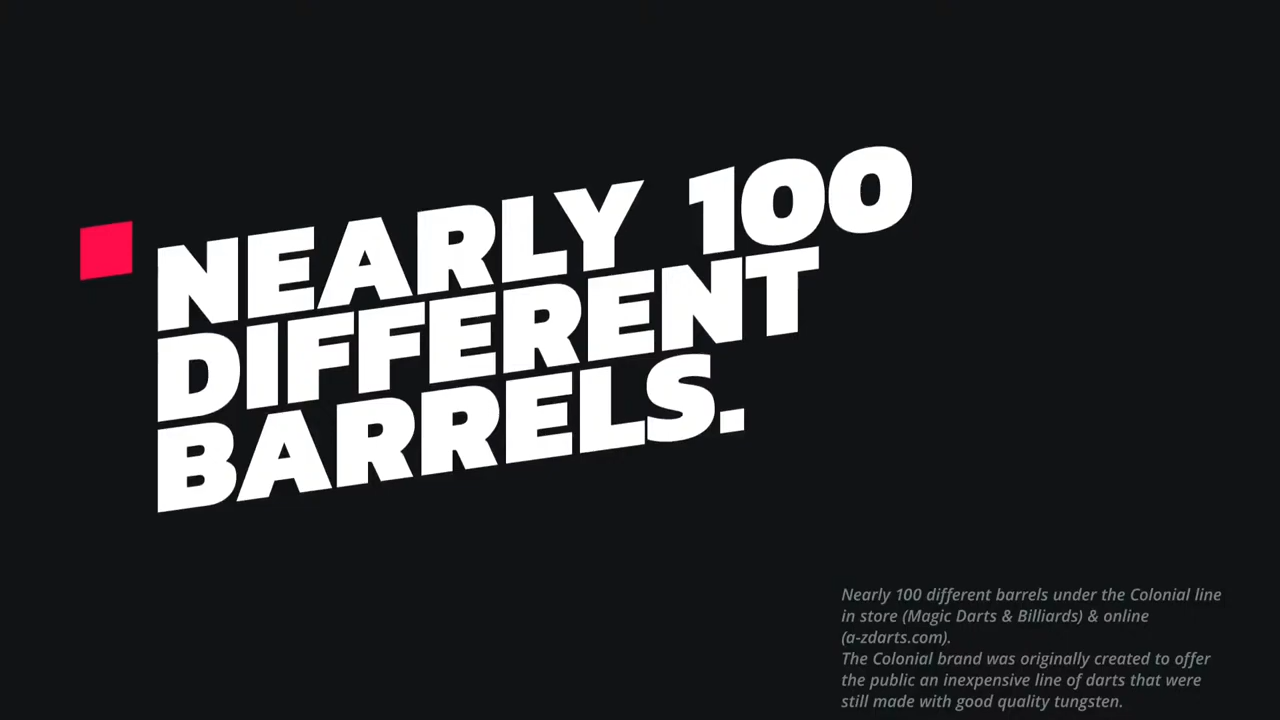 NEARLY 100
DIFFERENT
BARRELS.
Nearly 100 different barrels under the Colonial line
in store (Magic Darts & Billiards) & online
(a-zdarts.com).
The Colonial brand was originally created to offer
the public an inexpensive line of darts that were
still made with good quality tungsten.